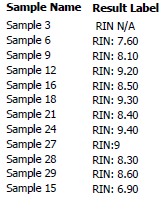 Sample Name Result Label
Sample 3 RIN N/A
Sample 6 RIN: 7.60
Sample 9 RIN: 8.10
Sample 12 RIN: 9.20
Sample 16 RIN: 8.50
Sample 18 RIN: 9.30
Sample 21 RIN: 8.40
Sample 24 RIN: 9.40
Sample 27 RIN:9
Sample 28 RIN: 8.30
Sample 29 RIN: 8.60
Sample 15 RIN: 6.90